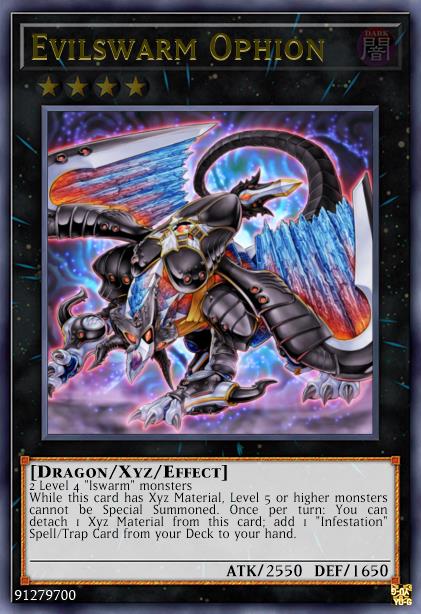 Evilswarm Ophion
DARK
闇
[Dragon/Xyz/Effect]
2 Level 4 "lswarm" monsters
While this card has Xyz Material, Level 5 or higher monsters
cannot be Special Summoned. Once per turn: You can
detach 1 Xyz Material from this card; add 1 "Infestation"
Spell/Trap Card from your Deck to your hand.
ATK/2550 DEF/1650
91279700